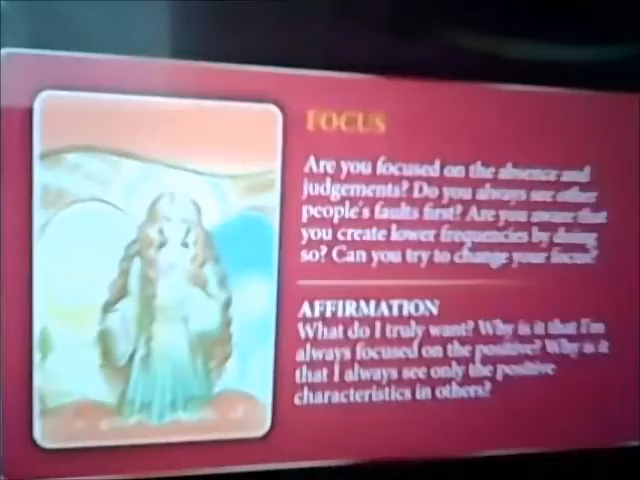 FOCUS
Are you focused on the absence and
judgements? Do you always see other
people's faults first? Are you aware that
you create lower frequencies by doing
so? Can you try to change your focus?
AFFIRMATION
What do I truly want? Why is it that I'm
always focused on the positive? Why is it
that I always see only the positive
characteristics in others?